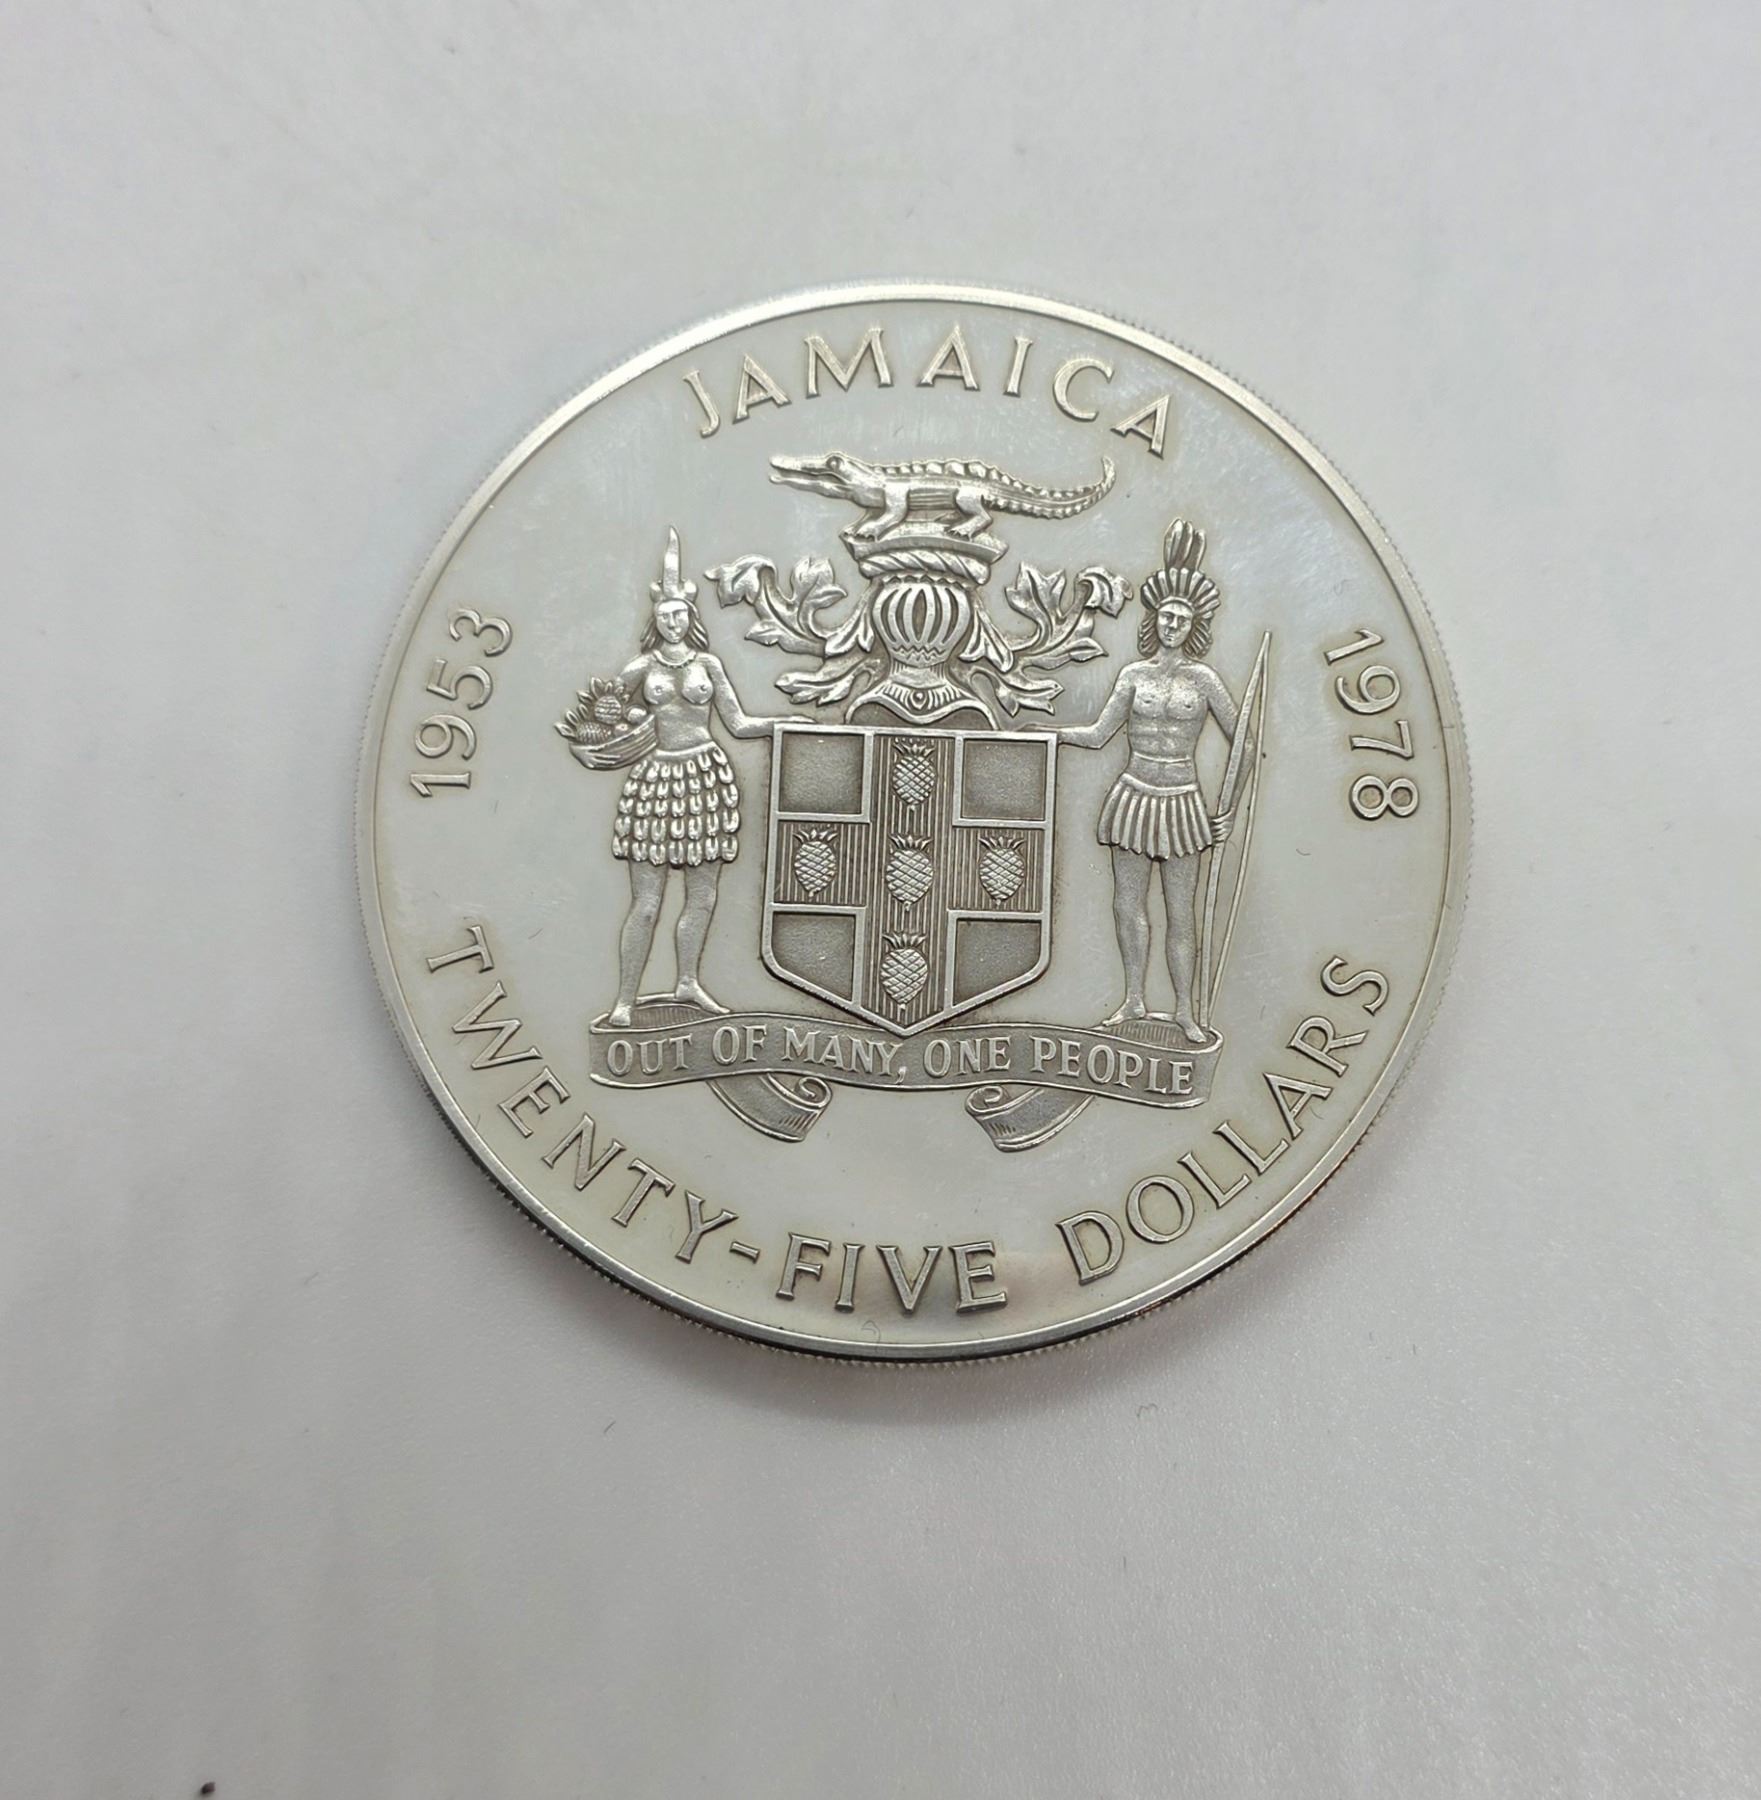 JAMAICA
1953
1978
OUT OF MANY, ONE PEOPLE
TWENTY-FIVE DOLLARS